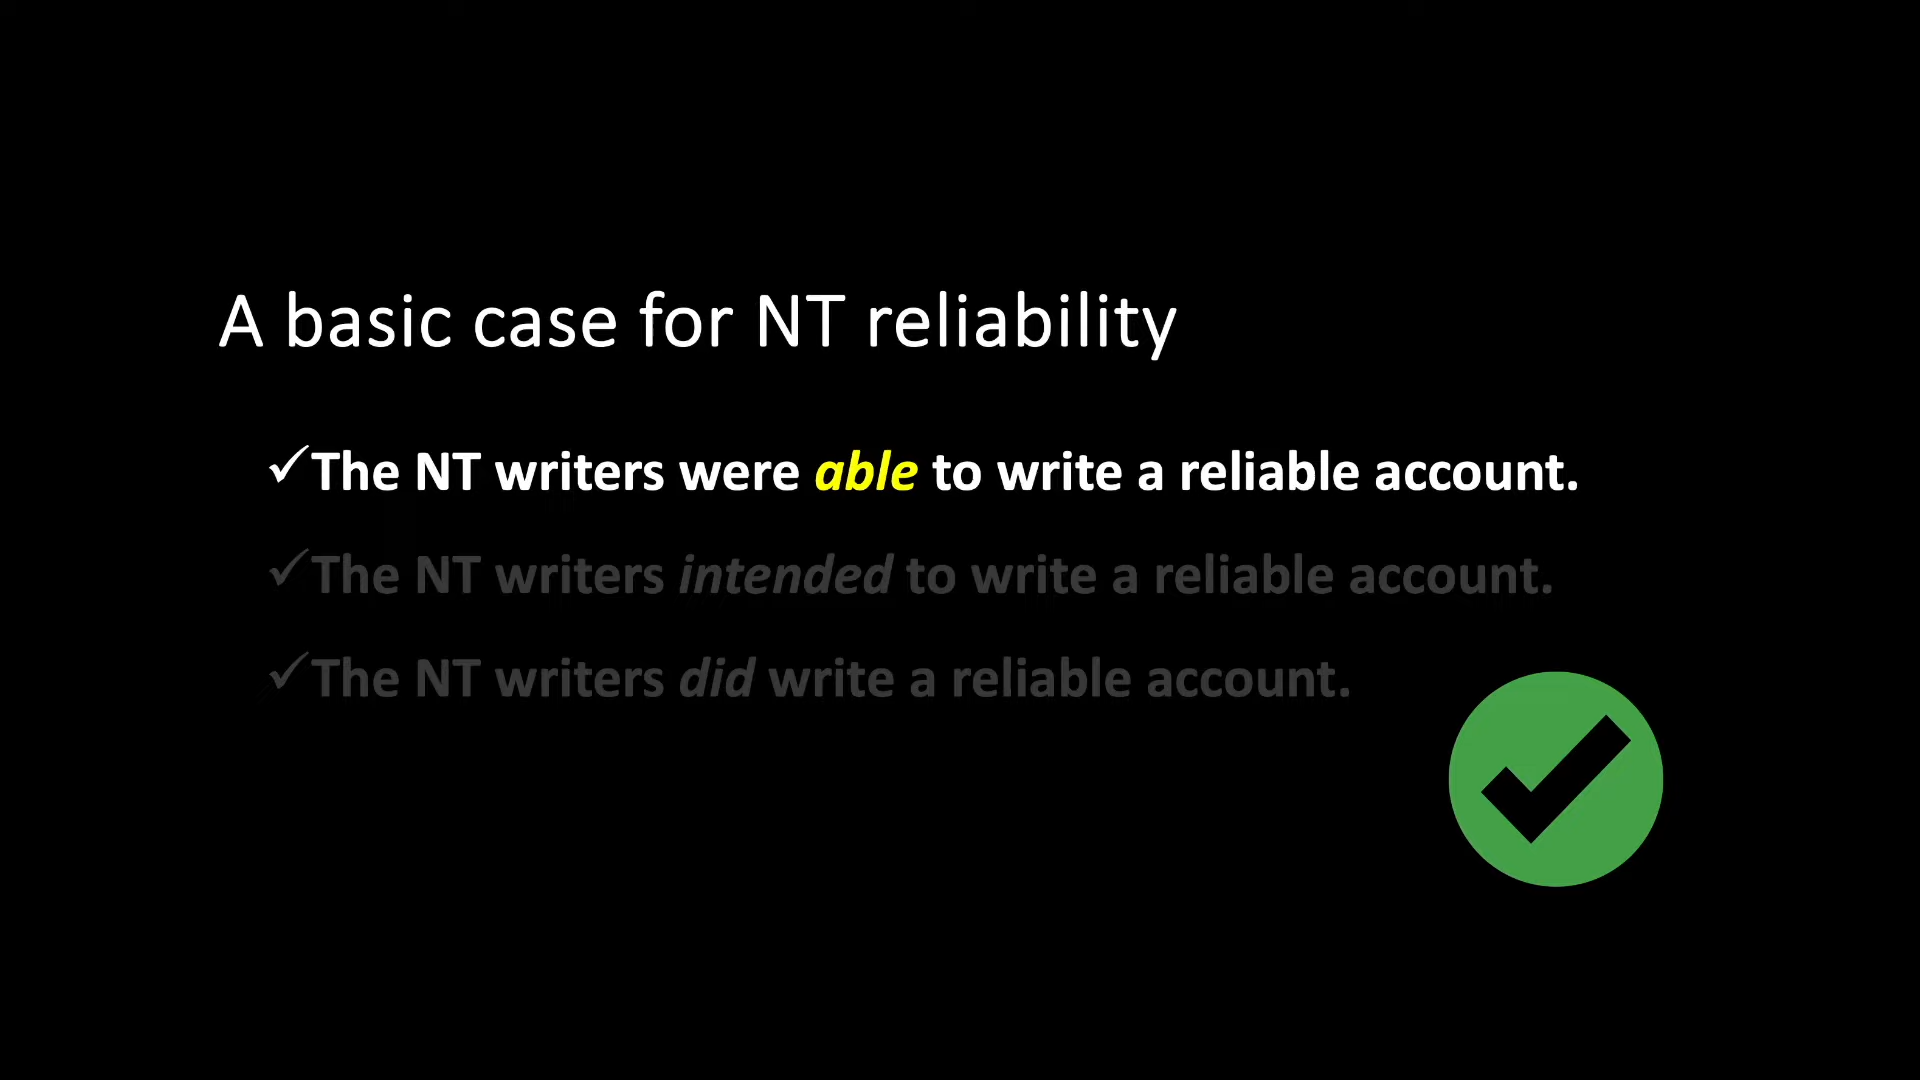 A basic case for NT reliability
✓The NT writers were able to write a reliable account.
✓The NT writers intended to write a reliable account.
✓The NT writers did write a reliable account.